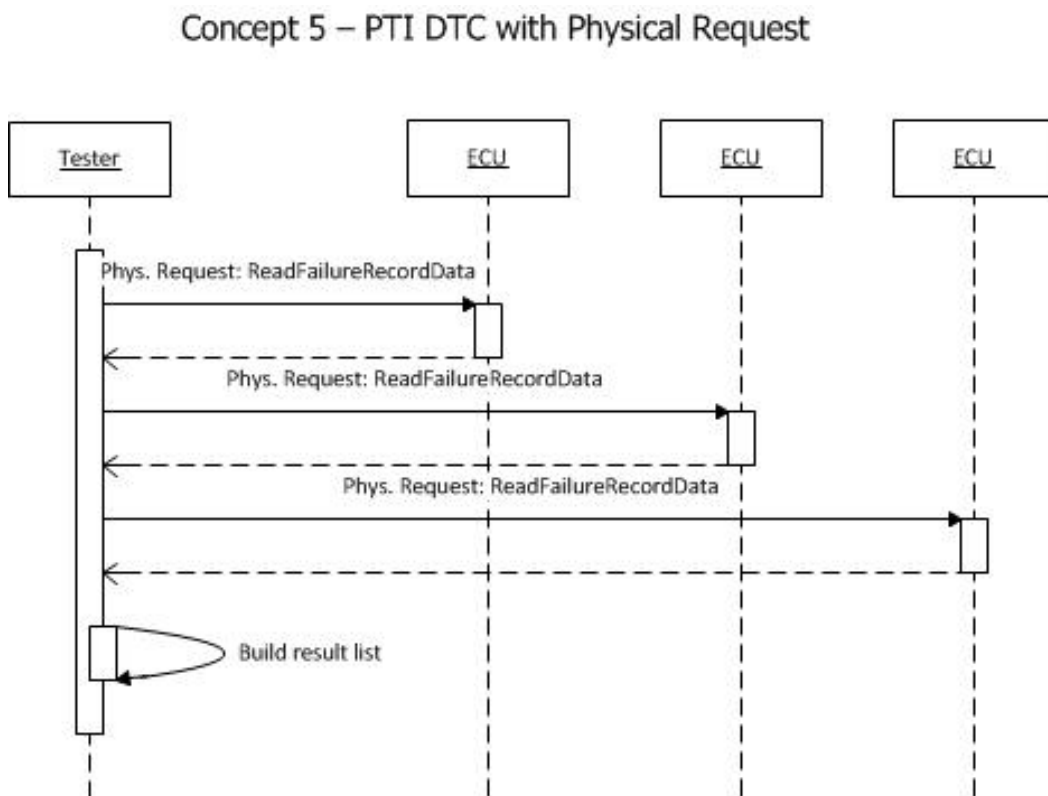 Concept 5 – PTI DTC with Physical Request
Tester
ECU
ECU
ECU
Phys. Request: ReadFailureRecordData
Phys. Request: ReadFailureRecordData
Phys. Request: ReadFailureRecordData
Build result list